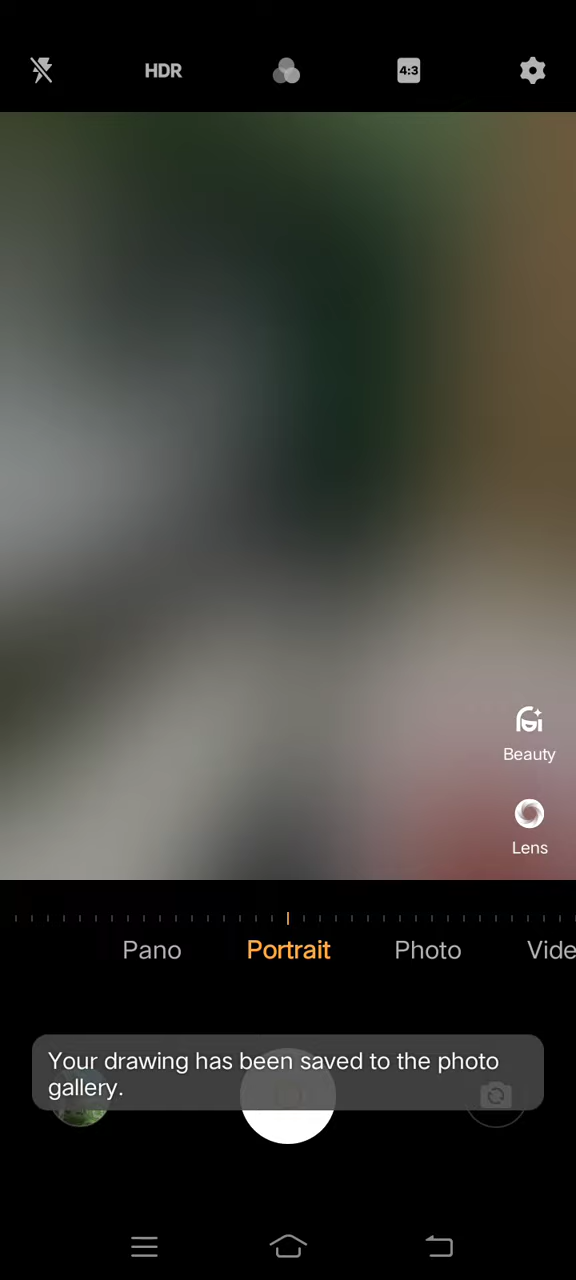 HDR
4:3
Beauty
Lens
Pano Portrait Photo Vide
Your drawing has been saved to the photo
gallery.